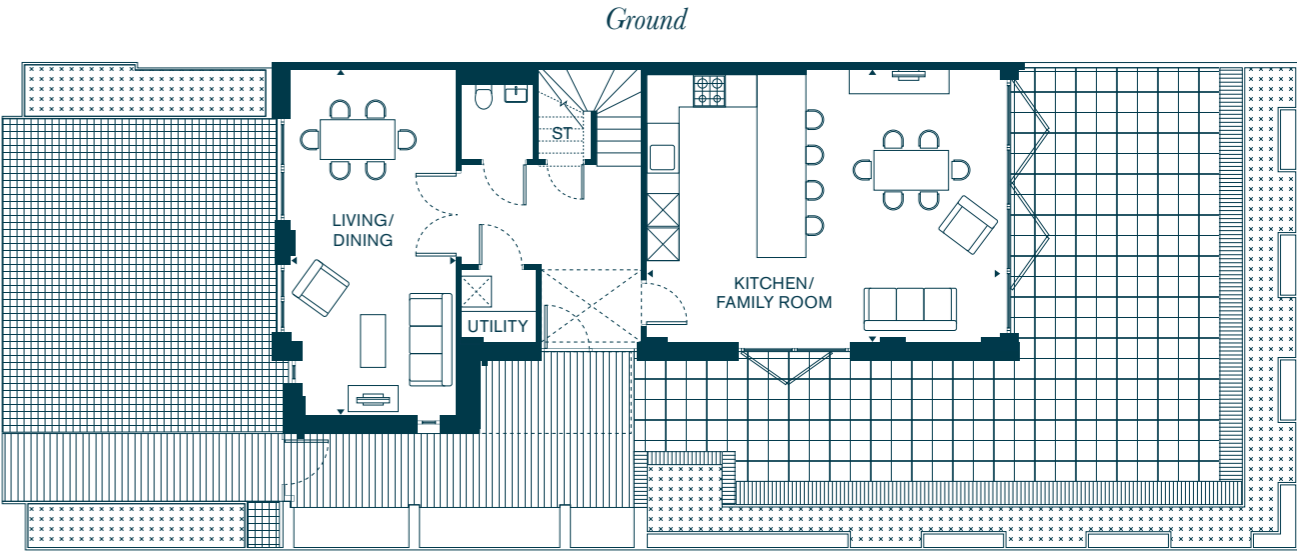 Ground
ST
LIVING/
DINING
KITCHEN/
FAMILY ROOM
UTILITY